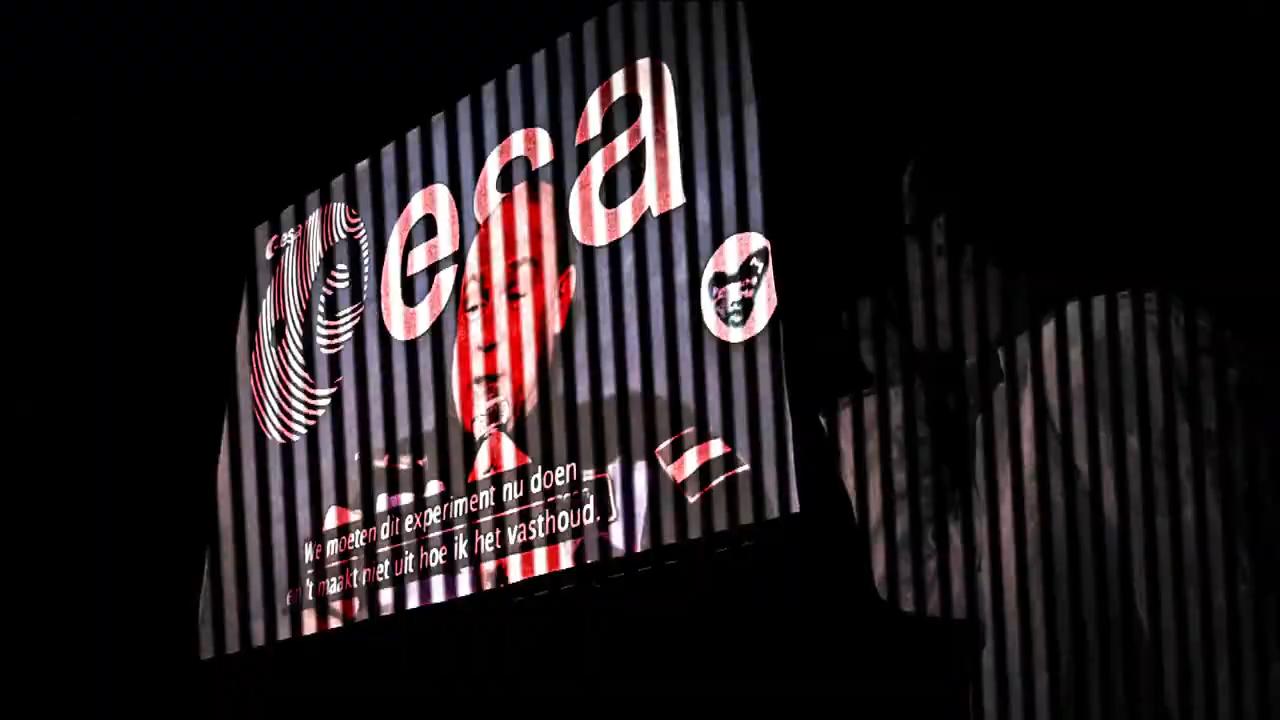 esa
esa
We moeten dit experiment nu doen
en 't maakt niet uit hoe ik het vasthoud.